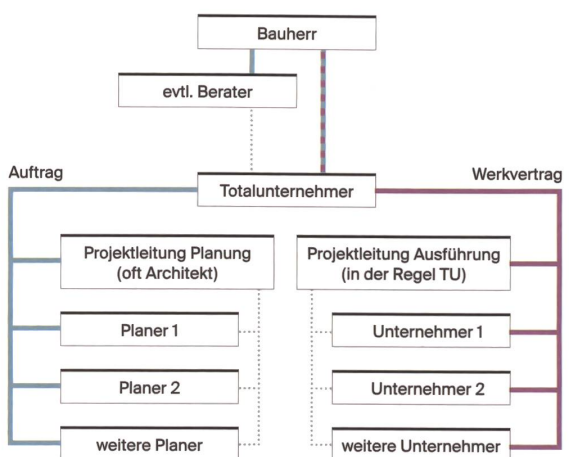 Bauherr
evtl. Berater
Auftrag
Werkvertrag
Totalunternehmer
Projektleitung Planung
(oft Architekt)
Projektleitung Ausführung
(in der Regel TU)
Planer 1
Unternehmer 1
Planer 2
Unternehmer 2
weitere Planer
weitere Unternehmer